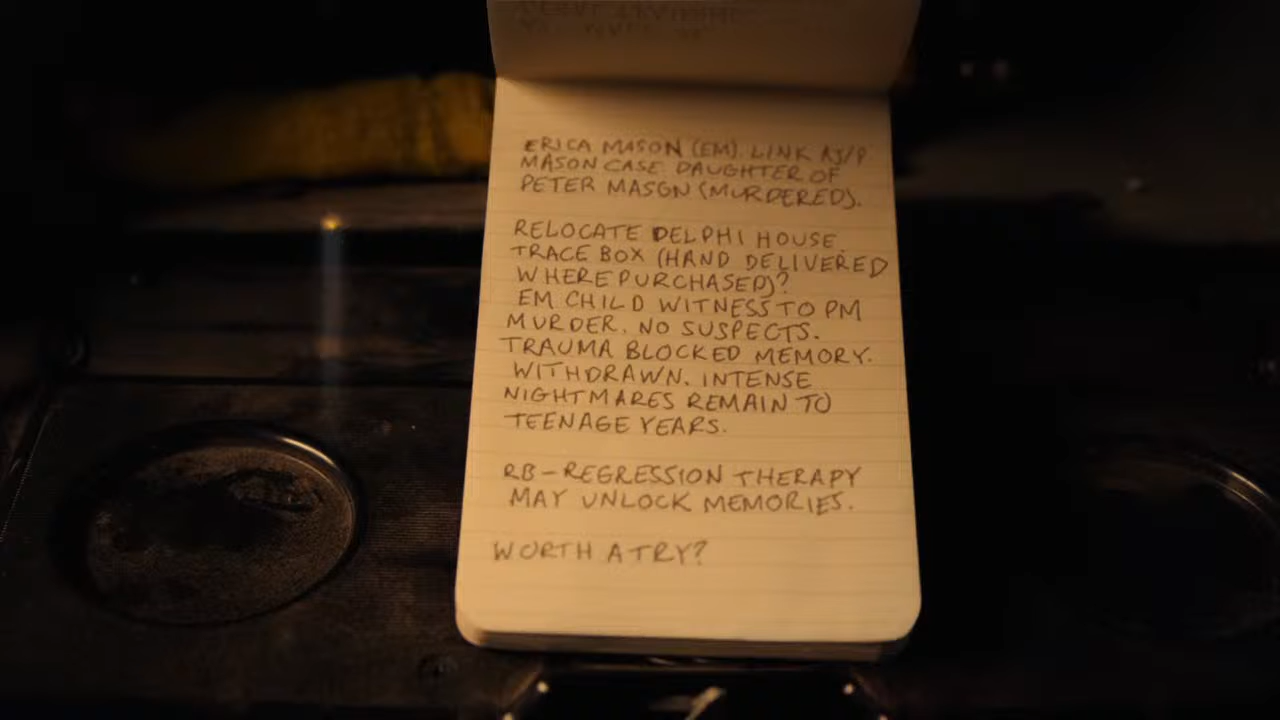 ERICA MASON (EM). LINK AJ/P
MASON CASE DAUGHTER OF
PETER MASON (MURDERED).
RELOCATE DELPHI HOUSE
TRACE BOX (HAND DELIVERED
WHERE PURCHASED)?
EM CHILD WITNESS TO PM
MURDER. NO SUSPECTS.
TRAUMA BLOCKED MEMORY.
WITHDRAWN. INTENSE
NIGHTMARES REMAIN TO
TEENAGE YEARS.
RB - REGRESSION THERAPY
MAY UNLOCK MEMORIES.
WORTH A TRY?